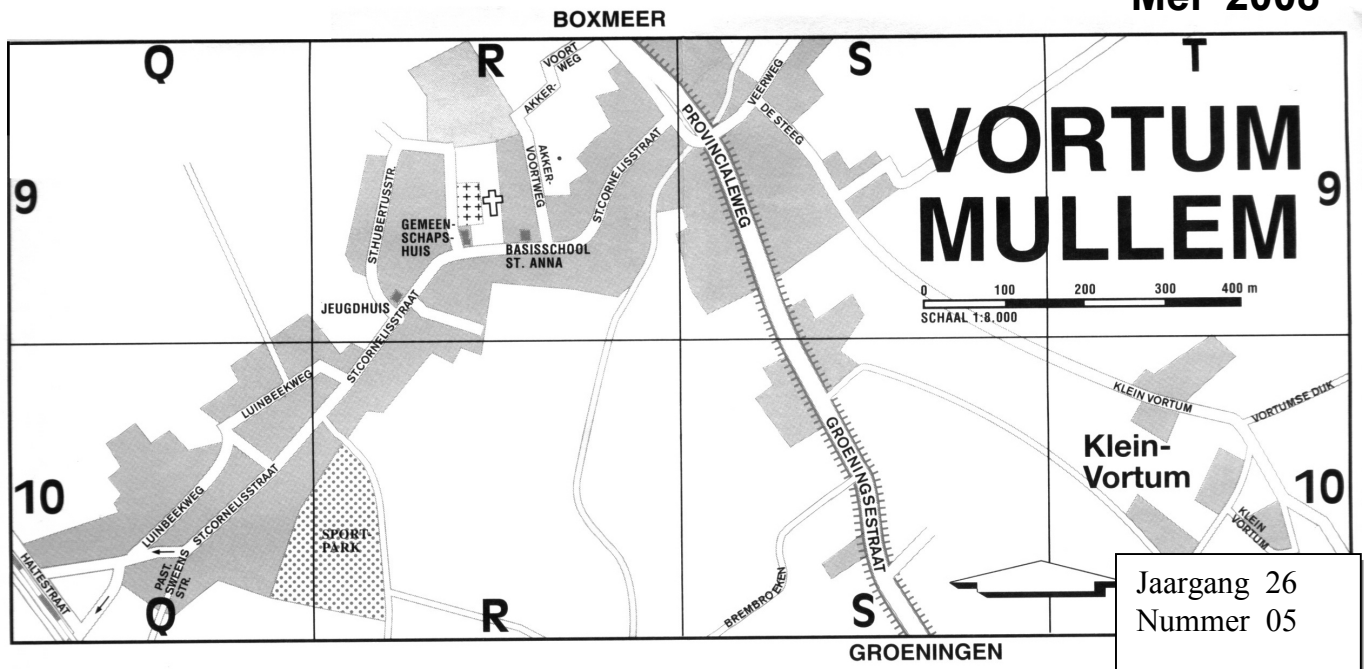 Mei 2008
BOXMEER
Q
R
S
T
VOORT
WEG
AKKER-
VEERWEG
DE STEEG
PROVINCIALEWEG
VORTUM
MULLEM
9
9
AKKER-
VOORTWEG
ST.CORNELISSTRAAT
ST.HUBERTUSSTR.
GEMEEN-
SCHAPS-
HUIS
BASISSCHOOL
ST. ANNA
JEUGDHUIS
ST.CORNELISSTRAAT
0 100 200 300 400 m
SCHAAL 1:8.000
LUINBEEKWEG
KLEIN VORTUM
VORTUMSE DIJK
Klein-
Vortum
GROENINGSESTRAAT
10
10
LUINBEEKWEG
ST.CORNELISSTRAAT
SPORT-
PARK
KLEIN
VORTUM
HALTESTRAAT
PAST.
SWEENS
STR.
BREMBROEKEN
Q
R
S
GROENINGEN
Jaargang 26
Nummer 05